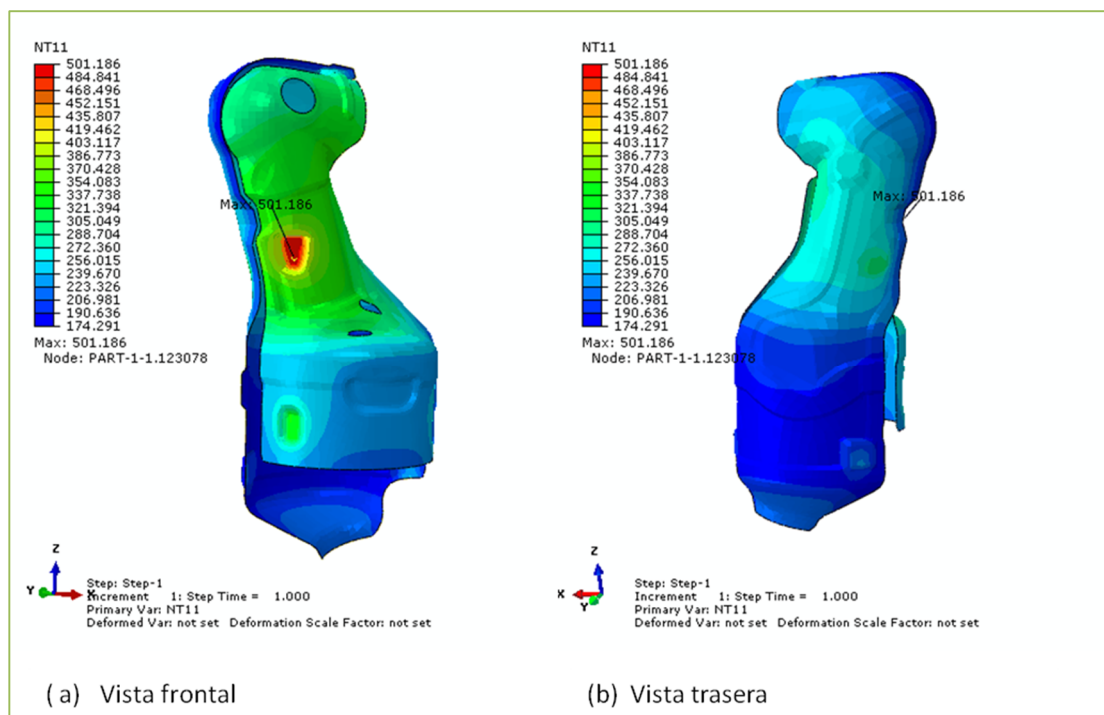 NT11
501.186
484.841
468.496
452.151
435.807
419.462
403.117
386.773
370.428
354.083
337.738
321.394
305.049
288.704
272.360
256.015
239.670
223.326
206.981
190.636
174.291
Max: 501.186
Node: PART-1-1.123078
Max: 501.186
Z
Y
X
Step: Step-1
Increment 1: Step Time = 1.000
Primary Var: NT11
Deformed Var: not set Deformation Scale Factor: not set
( a) Vista frontal
NT11
501.186
484.841
468.496
452.151
435.807
419.462
403.117
386.773
370.428
354.083
337.738
321.394
305.049
288.704
272.360
256.015
239.670
223.326
206.981
190.636
174.291
Max: 501.186
Node: PART-1-1.123078
Max: 501.186
Z
X
Y
Step: Step-1
Increment 1: Step Time = 1.000
Primary Var: NT11
Deformed Var: not set Deformation Scale Factor: not set
(b) Vista trasera